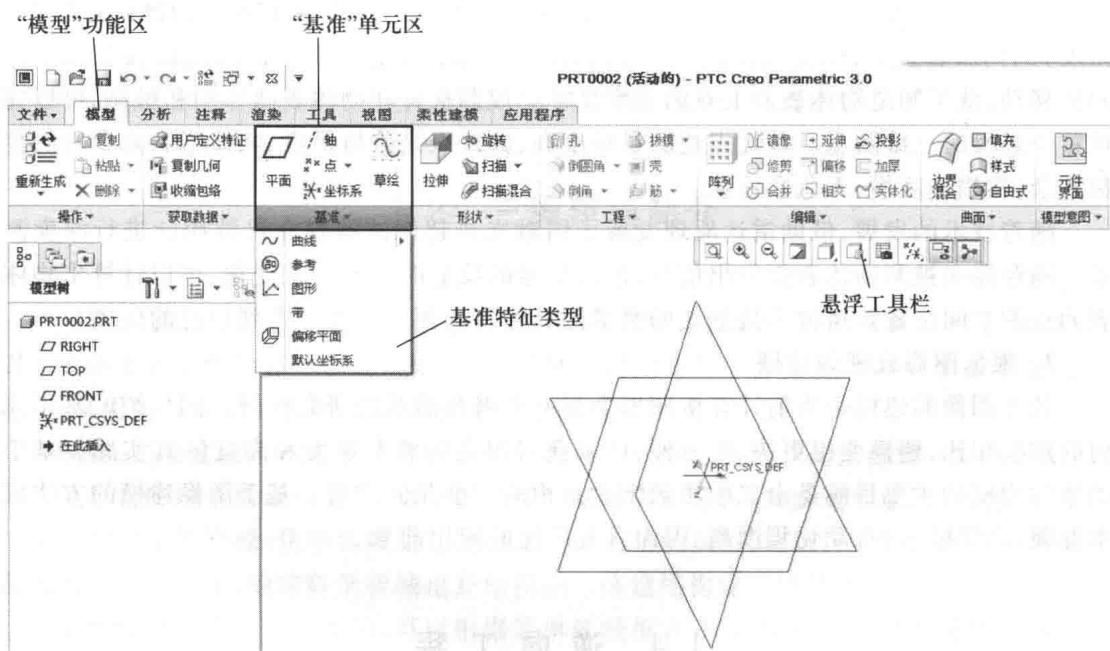 “模型”功能区
“基准”单元区
PRT0002 (活动的) - PTC Creo Parametric 3.0
文件 模型 分析 注释 渲染 工具 视图 柔性建模 应用程序
重新生成
复制
粘贴
删除
用户定义特征
复制几何
收缩包络
平面
轴
点
坐标系
草绘
拉伸
旋转
扫描
扫描混合
孔
倒圆角
倒角
拔模
壳
筋
阵列
镜像
修剪
合并
延伸
偏移
相交
投影
加厚
实体化
边界
混合
填充
样式
自由式
元件
界面
操作 获取数据 基准 形状 工程 编辑 曲面 模型意图
曲线
参考
图形
带
偏移平面
默认坐标系
模型树
PRT0002.PRT
RIGHT
TOP
FRONT
PRT_CSYS_DEF
在此插入
基准特征类型
悬浮工具栏
PRT_CSYS_DEF